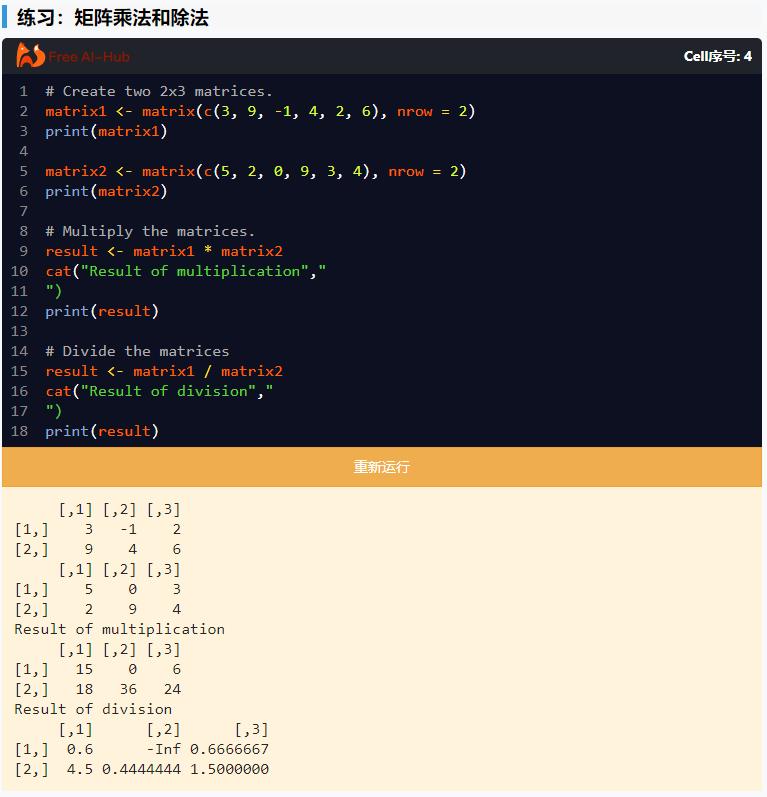 练习：矩阵乘法和除法
Free AI-Hub
Cell序号: 4
1 # Create two 2x3 matrices.
2 matrix1 <- matrix(c(3, 9, -1, 4, 2, 6), nrow = 2)
3 print(matrix1)
4
5 matrix2 <- matrix(c(5, 2, 0, 9, 3, 4), nrow = 2)
6 print(matrix2)
7
8 # Multiply the matrices.
9 result <- matrix1 * matrix2
10 cat("Result of multiplication","
11 ")
12 print(result)
13
14 # Divide the matrices
15 result <- matrix1 / matrix2
16 cat("Result of division","
17 ")
18 print(result)
重新运行
     [,1] [,2] [,3]
[1,]    3   -1    2
[2,]    9    4    6
     [,1] [,2] [,3]
[1,]    5    0    3
[2,]    2    9    4
Result of multiplication
     [,1] [,2] [,3]
[1,]   15    0    6
[2,]   18   36   24
Result of division
     [,1]      [,2]      [,3]
[1,]  0.6      -Inf 0.6666667
[2,]  4.5 0.4444444 1.5000000